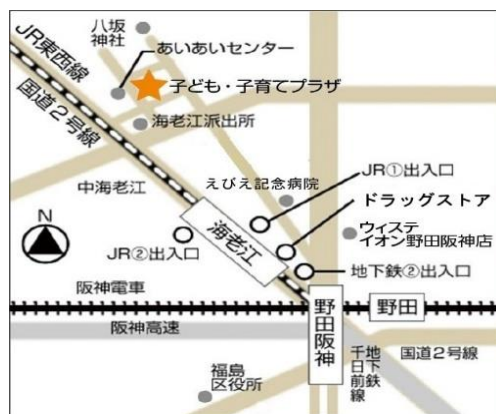 八坂
神社
あいあいセンター
子ども・子育てプラザ
JR東西線
国道2号線
海老江派出所
中海老江
えびえ記念病院
JR①出入口
ドラッグストア
N
海老江
JR②出入口
ウィステ
イオン野田阪神店
地下鉄②出入口
阪神電車
野田阪神
野田
阪神高速
国道2号線
福島
区役所
地下鉄
千日前線